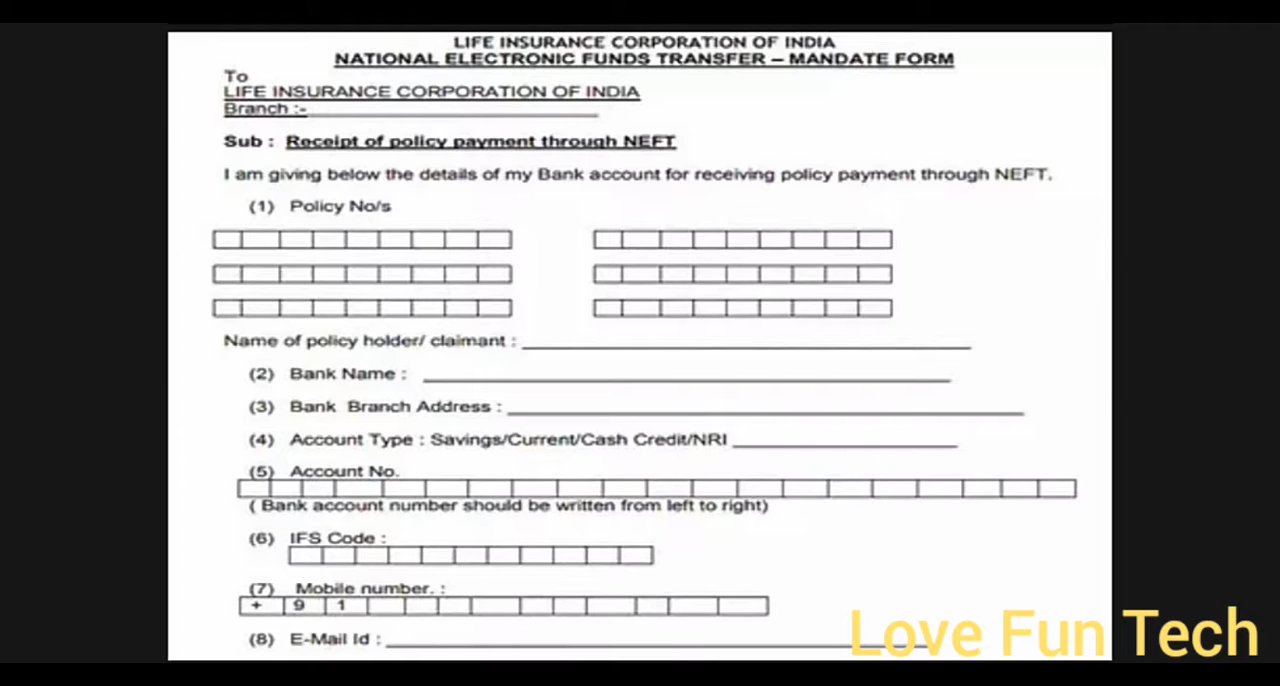 LIFE INSURANCE CORPORATION OF INDIA
NATIONAL ELECTRONIC FUNDS TRANSFER – MANDATE FORM
To
LIFE INSURANCE CORPORATION OF INDIA
Branch :-
Sub : Receipt of policy payment through NEFT
I am giving below the details of my Bank account for receiving policy payment through NEFT.
(1) Policy No/s
Name of policy holder/ claimant :
(2) Bank Name :
(3) Bank Branch Address :
(4) Account Type : Savings/Current/Cash Credit/NRI
(5) Account No.
( Bank account number should be written from left to right)
(6) IFS Code :
(7) Mobile number. :
+ 9 1
(8) E-Mail Id :
Love Fun Tech